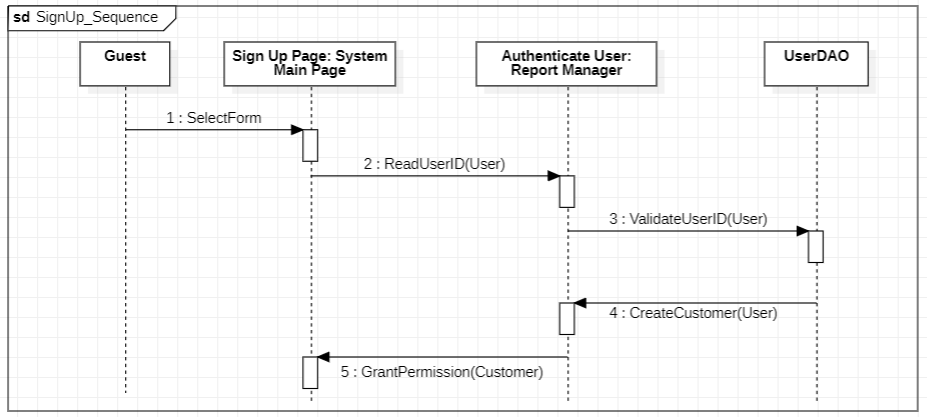 sd SignUp_Sequence
Guest
Sign Up Page: System
Main Page
Authenticate User:
Report Manager
UserDAO
1 : SelectForm
2 : ReadUserID(User)
3 : ValidateUserID(User)
4 : CreateCustomer(User)
5 : GrantPermission(Customer)